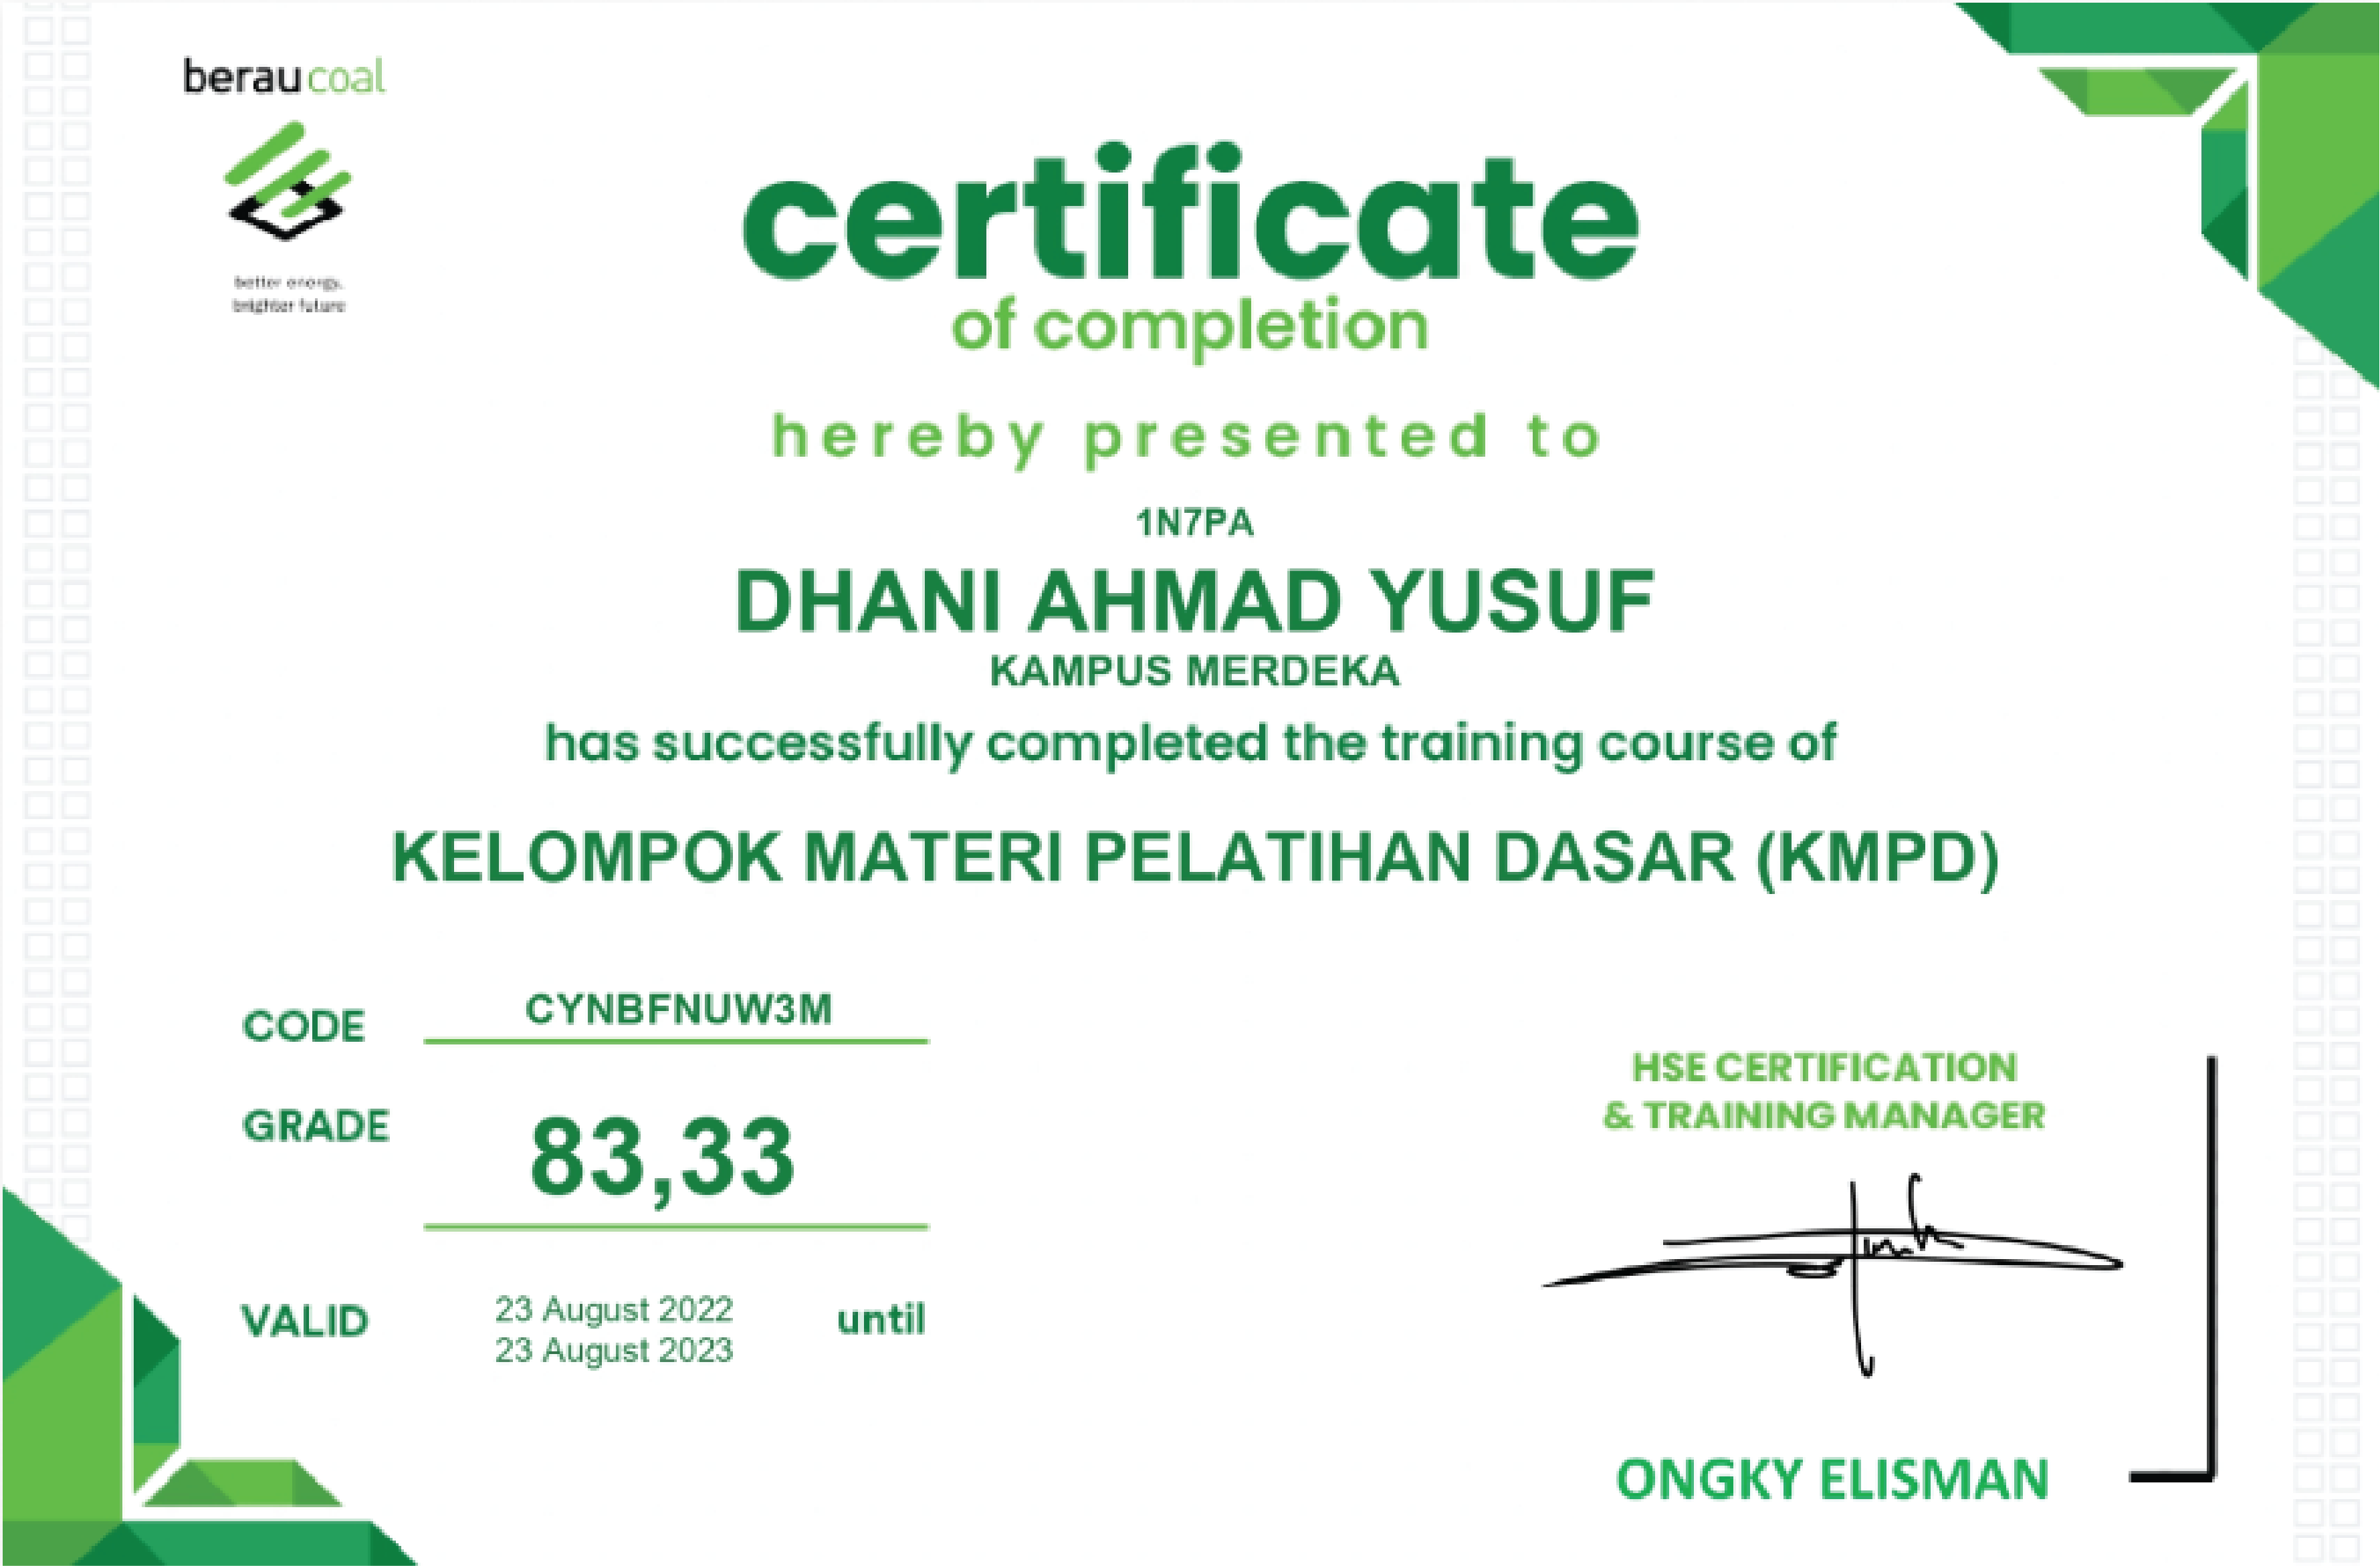 berau coal
better energy,
brighter future
certificate
of completion
hereby presented to
1N7PA
DHANI AHMAD YUSUF
KAMPUS MERDEKA
has successfully completed the training course of
KELOMPOK MATERI PELATIHAN DASAR (KMPD)
CODE CYNBFNUW3M
GRADE 83,33
VALID 23 August 2022 until
23 August 2023
HSE CERTIFICATION
& TRAINING MANAGER
ONGKY ELISMAN